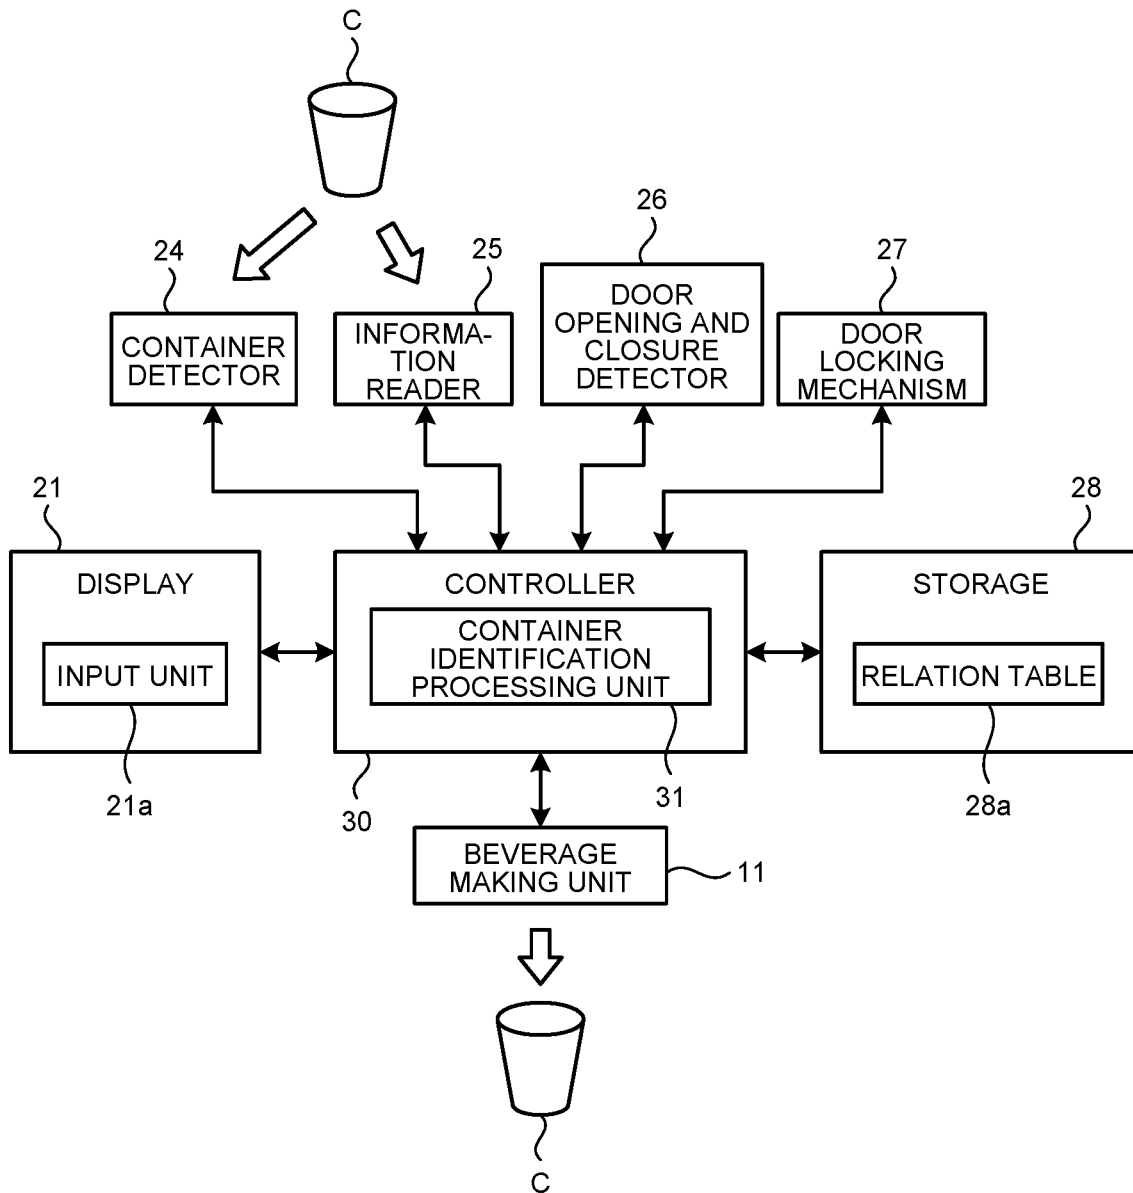 C
24
25
26
27
CONTAINER
DETECTOR
INFORMA-
TION
READER
DOOR
OPENING AND
CLOSURE
DETECTOR
DOOR
LOCKING
MECHANISM
21
28
DISPLAY
INPUT UNIT
CONTROLLER
CONTAINER
IDENTIFICATION
PROCESSING UNIT
STORAGE
RELATION TABLE
21a
30
31
28a
BEVERAGE
MAKING UNIT
11
C